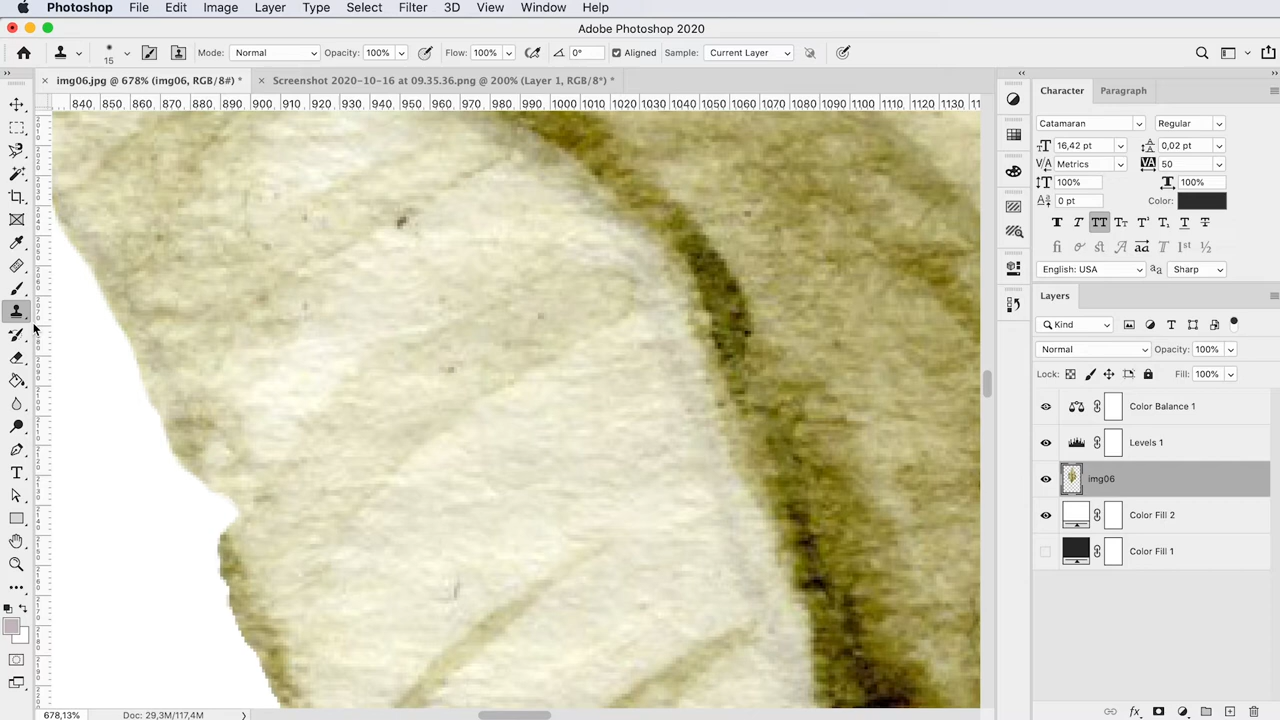 Photoshop File Edit Image Layer Type Select Filter 3D View Window Help
Adobe Photoshop 2020
15 Mode: Normal Opacity: 100% Flow: 100% 0° Aligned Sample: Current Layer
img06.jpg @ 678% (img06, RGB/8#) * Screenshot 2020-10-16 at 09.35.36.png @ 200% (Layer 1, RGB/8*) *
840 850 860 870 880 890 900 910 920 930 940 950 960 970 980 990 1000 1010 1020 1030 1040 1050 1060 1070 1080 1090 1100 1110 1120 1130
Character Paragraph
Catamaran Regular
16,42 pt 0,02 pt
Metrics 50
100% 100%
0 pt Color:
English: USA Sharp
Layers
Kind
Normal Opacity: 100%
Lock: Fill: 100%
Color Balance 1
Levels 1
img06
Color Fill 2
Color Fill 1
678,13% Doc: 29,3M/117,4M